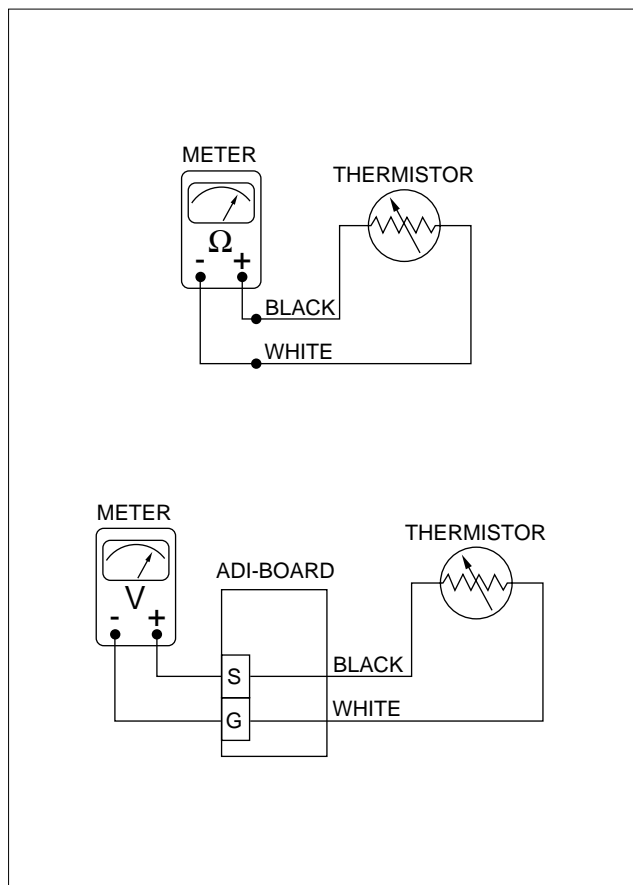 METER
THERMISTOR
Ω
- +
BLACK
WHITE
METER
THERMISTOR
ADI-BOARD
V
- +
S
BLACK
G
WHITE